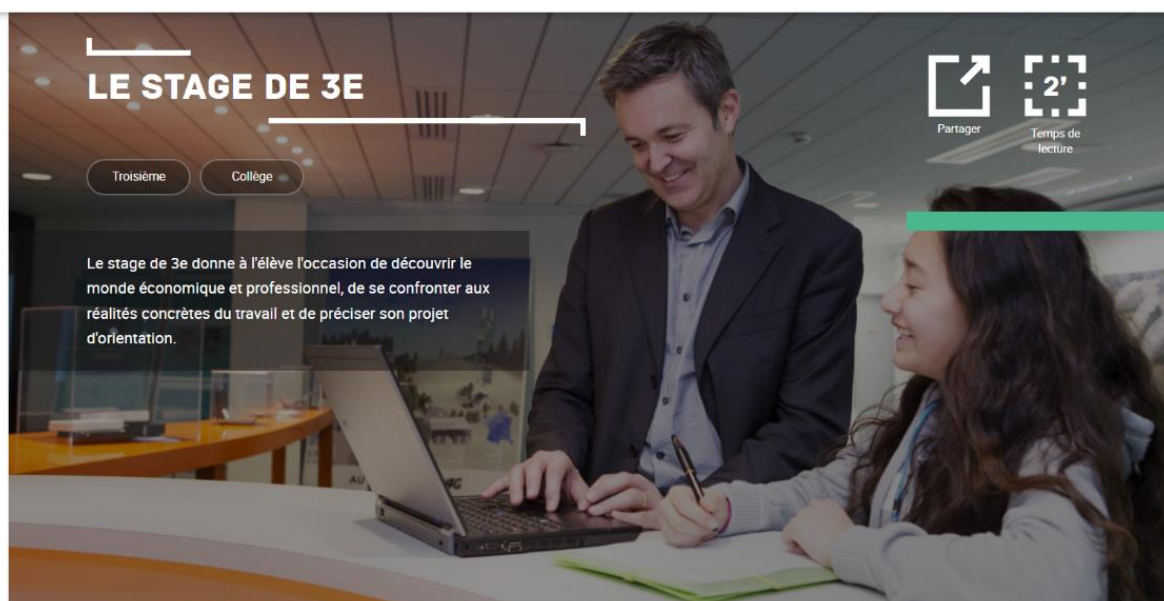 LE STAGE DE 3E
Partager
2'
Temps de
lecture
Troisième
Collège
Le stage de 3e donne à l'élève l'occasion de découvrir le
monde économique et professionnel, de se confronter aux
réalités concrètes du travail et de préciser son projet
d'orientation.
AU
4G